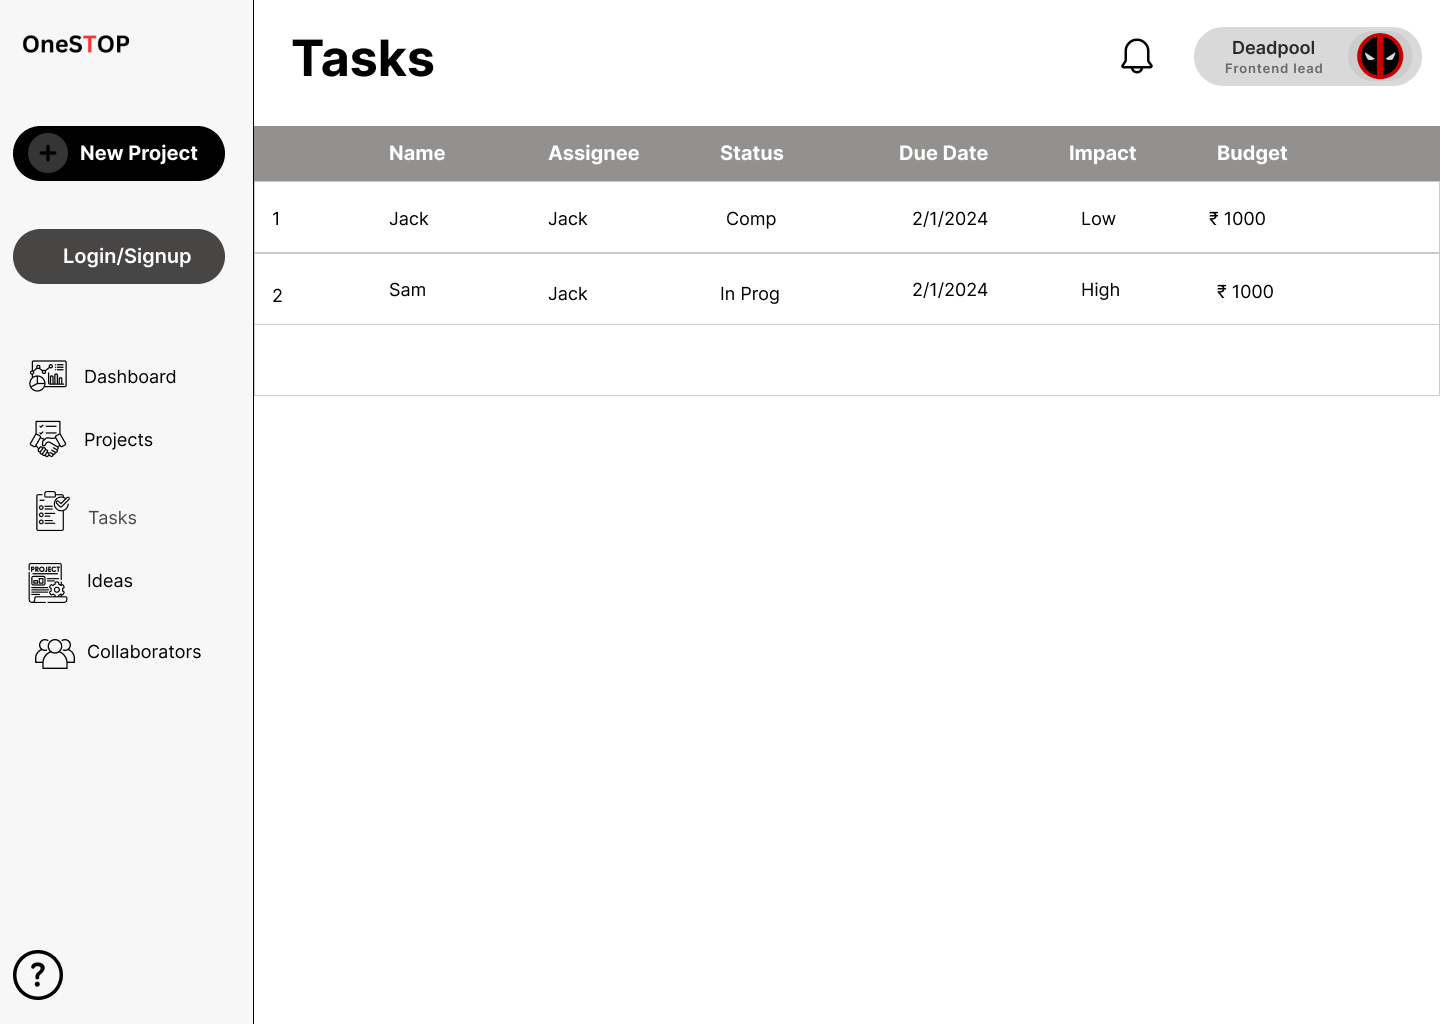 OneSTOP
Tasks
Deadpool
Frontend lead
+ New Project
Login/Signup
Dashboard
Projects
Tasks
PROJECT
Ideas
Collaborators
?
Name Assignee Status Due Date Impact Budget
1 Jack Jack Comp 2/1/2024 Low ₹ 1000
2 Sam Jack In Prog 2/1/2024 High ₹ 1000